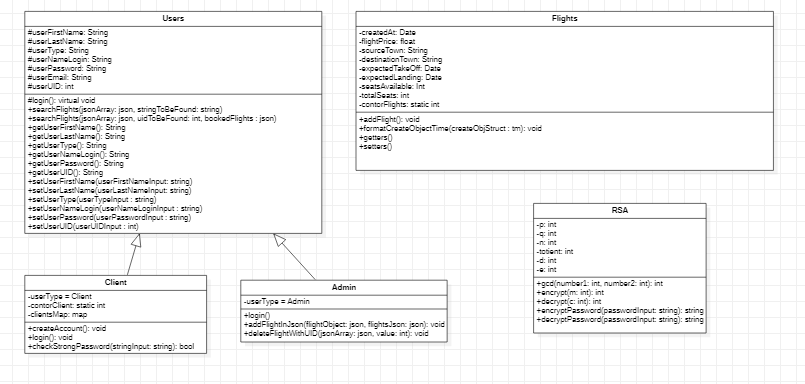 Users
#userFirstName: String
#userLastName: String
#userType: String
#userNameLogin: String
#userPassword: String
#userEmail: String
#userUID: int
#login(): virtual void
+searchFlights(jsonArray: json, stringToBeFound: string)
+searchFlights(jsonArray: json, uidToBeFound: int, bookedFlights : json)
+getUserFirstName(): String
+getUserLastName(): String
+getUserType(): String
+getUserNameLogin(): String
+getUserPassword(): String
+getUserUID(): String
+setUserFirstName(userFirstNameInput: string)
+setUserLastName(userLastNameInput: string)
+setUserType(userTypeInput : string)
+setUserNameLogin(userNameLoginInput : string)
+setUserPassword(userPasswordInput : string)
+setUserUID(userUIDInput : int)
Flights
-createdAt: Date
-flightPrice: float
-sourceTown: String
-destinationTown: String
-expectedTakeOff: Date
-expectedLanding: Date
-seatsAvailable: Int
-totalSeats: int
-contorFlights: static int
+addFlight(): void
+formatCreateObjectTime(createObjStruct : tm): void
+getters()
+setters()
RSA
-p: int
-q: int
-n: int
-totient: int
-d: int
-e: int
+gcd(number1: int, number2: int): int
+encrypt(m: int): int
+decrypt(c: int): int
+encryptPassword(passwordInput: string): string
+decryptPassword(passwordInput: string): string
Client
-userType = Client
-contorClient: static int
-clientsMap: map
+createAccount(): void
+login(): void
+checkStrongPassword(stringInput: string): bool
Admin
-userType = Admin
+login()
+addFlightInJson(flightObject: json, flightsJson: json): void
+deleteFlightWithUID(jsonArray: json, value: int): void